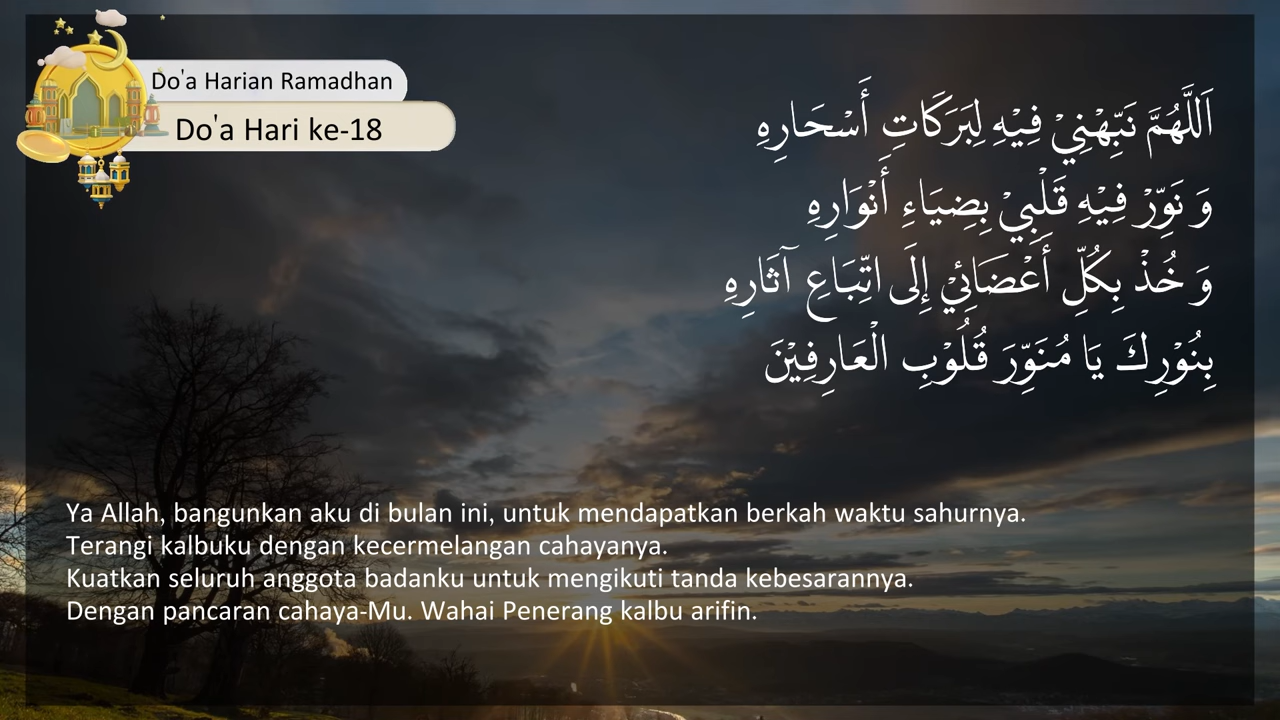 Do'a Harian Ramadhan
Do'a Hari ke-18
اَللَّهُمَّ نَبِّهْنِيْ فِيْهِ لِبَرَكَاتِ أَسْحَارِهِ
وَ نَوِّرْ فِيْهِ قَلْبِيْ بِضِيَاءِ أَنْوَارِهِ
وَ خُذْ بِكُلِّ أَعْضَائِيْ إِلَى اتِّبَاعِ آثَارِهِ
بِنُوْرِكَ يَا مُنَوِّرَ قُلُوْبِ الْعَارِفِيْنَ
Ya Allah, bangunkan aku di bulan ini, untuk mendapatkan berkah waktu sahurnya.
Terangi kalbuku dengan kecermelangan cahayanya.
Kuatkan seluruh anggota badanku untuk mengikuti tanda kebesarannya.
Dengan pancaran cahaya-Mu. Wahai Penerang kalbu arifin.